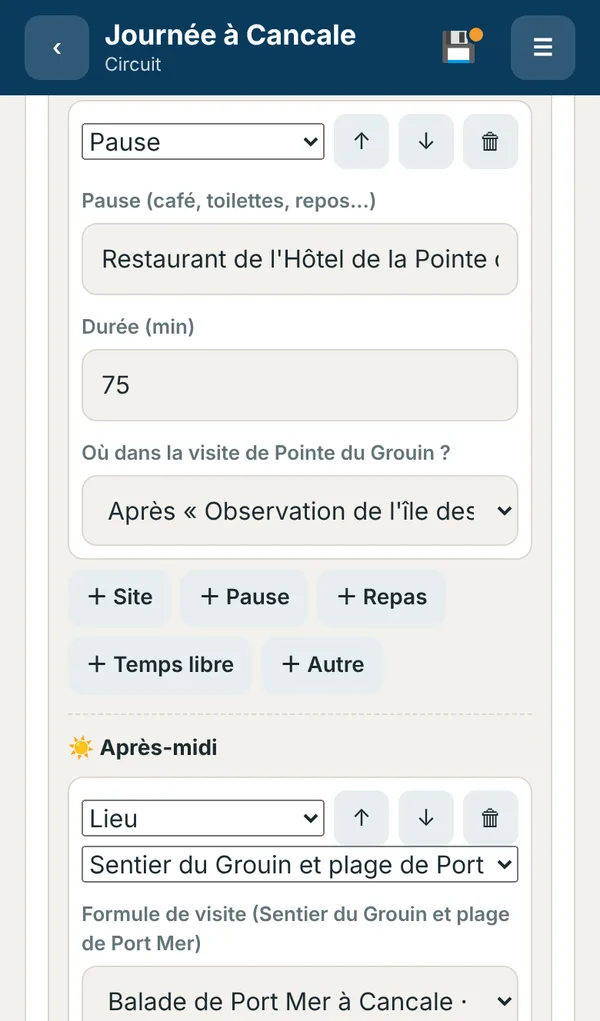 Journée à Cancale
Circuit
Pause
Pause (café, toilettes, repos...)
Restaurant de l'Hôtel de la Pointe
Durée (min)
75
Où dans la visite de Pointe du Grouin ?
Après « Observation de l'île des
+ Site
+ Pause
+ Repas
+ Temps libre
+ Autre
Après-midi
Lieu
Sentier du Grouin et plage de Port
Formule de visite (Sentier du Grouin et plage
de Port Mer)
Balade de Port Mer à Cancale ·